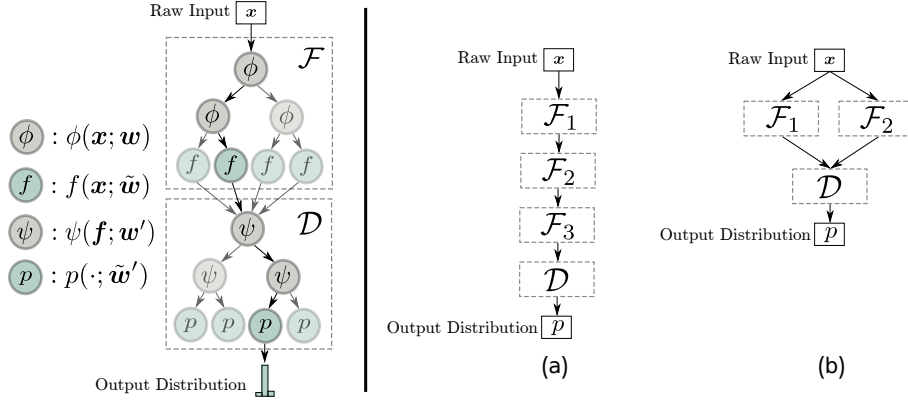 Raw Input x
ϕ
F
ϕ ϕ
f f f f
ψ
D
ψ ψ
p p p p
Output Distribution
ϕ : ϕ(x; w)
f : f(x; w̃)
ψ : ψ(f; w′)
p : p(·; w̃′)
Raw Input x
F₁
F₂
F₃
D
Output Distribution p
(a)
Raw Input x
F₁ F₂
D
Output Distribution p
(b)